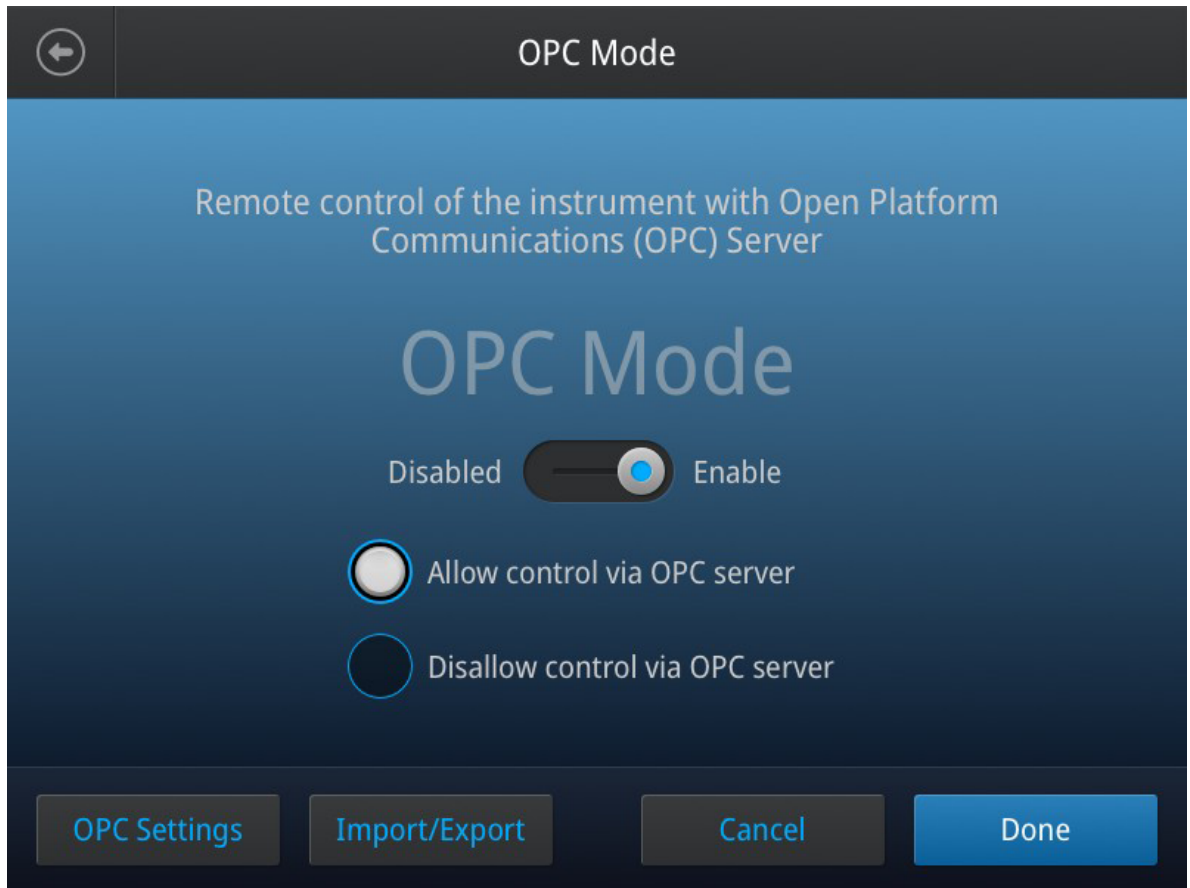 OPC Mode
Remote control of the instrument with Open Platform
Communications (OPC) Server
OPC Mode
Disabled Enable
Allow control via OPC server
Disallow control via OPC server
OPC Settings Import/Export Cancel Done